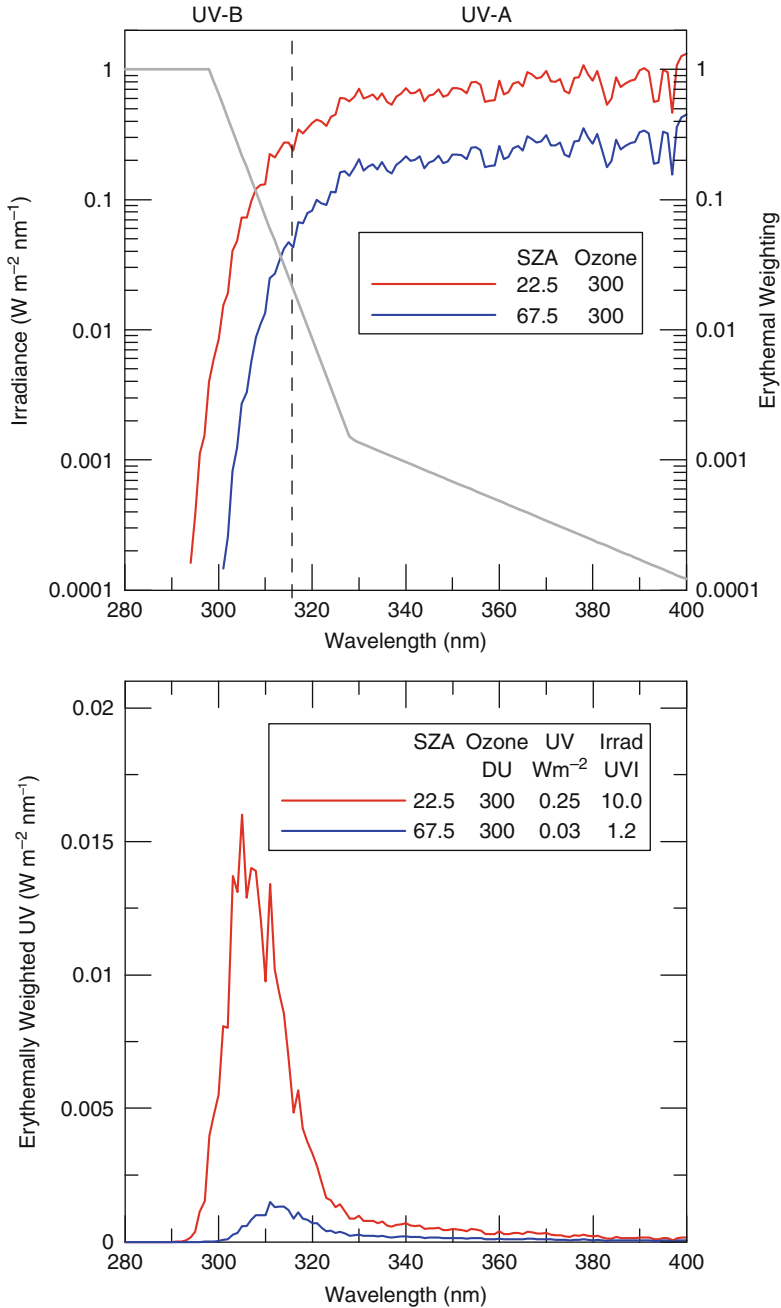 UV-B UV-A
1 1
0.1 0.1
0.01 0.01
0.001 0.001
0.0001 0.0001
Irradiance (W m⁻² nm⁻¹)
Erythemal Weighting
SZA Ozone
22.5 300
67.5 300
280 300 320 340 360 380 400
Wavelength (nm)
0.02
0.015
0.01
0.005
0
Erythemally Weighted UV (W m⁻² nm⁻¹)
SZA Ozone UV Irrad
DU Wm⁻² UVI
22.5 300 0.25 10.0
67.5 300 0.03 1.2
280 300 320 340 360 380 400
Wavelength (nm)